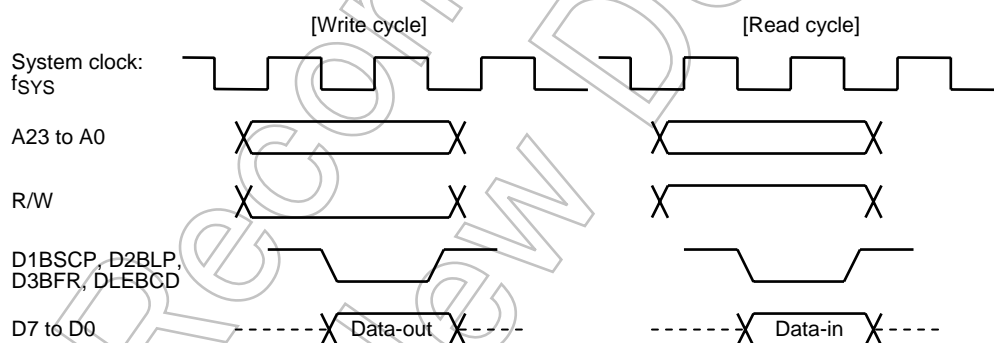 [Write cycle] [Read cycle]
System clock:
fSYS
A23 to A0
R/W
D1BSCP, D2BLP,
D3BFR, DLEBCD
D7 to D0 Data-out Data-in